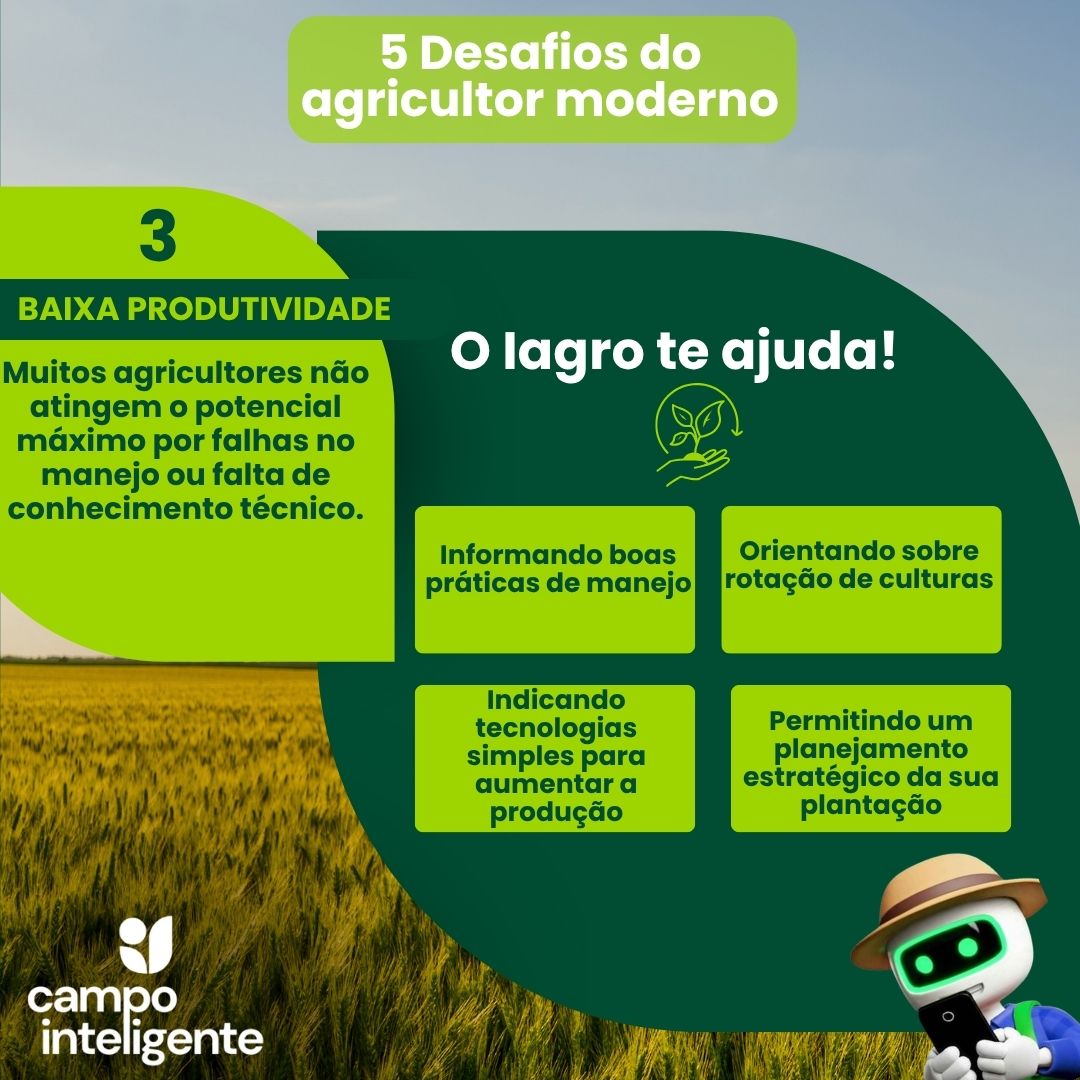 5 Desafios do
agricultor moderno
3
BAIXA PRODUTIVIDADE
Muitos agricultores não
atingem o potencial
máximo por falhas no
manejo ou falta de
conhecimento técnico.
O Iagro te ajuda!
Informando boas
práticas de manejo
Orientando sobre
rotação de culturas
Indicando
tecnologias
simples para
aumentar a
produção
Permitindo um
planejamento
estratégico da sua
plantação
campo
inteligente